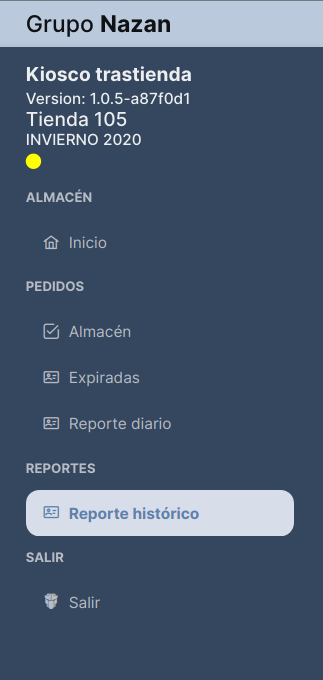 Grupo Nazan
Kiosco trastienda
Version: 1.0.5-a87f0d1
Tienda 105
INVIERNO 2020
ALMACÉN
Inicio
PEDIDOS
Almacén
Expiradas
Reporte diario
REPORTES
Reporte histórico
SALIR
Salir